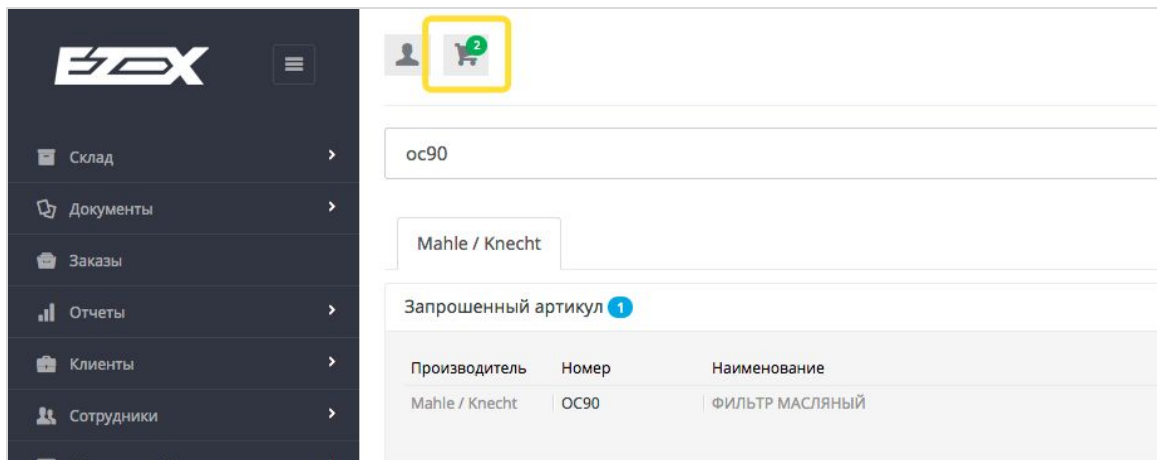 EZEX
2
Склад
oc90
Документы
Mahle / Knecht
Заказы
Отчеты
Запрошенный артикул 1
Клиенты
Производитель Номер Наименование
Mahle / Knecht OC90 ФИЛЬТР МАСЛЯНЫЙ
Сотрудники